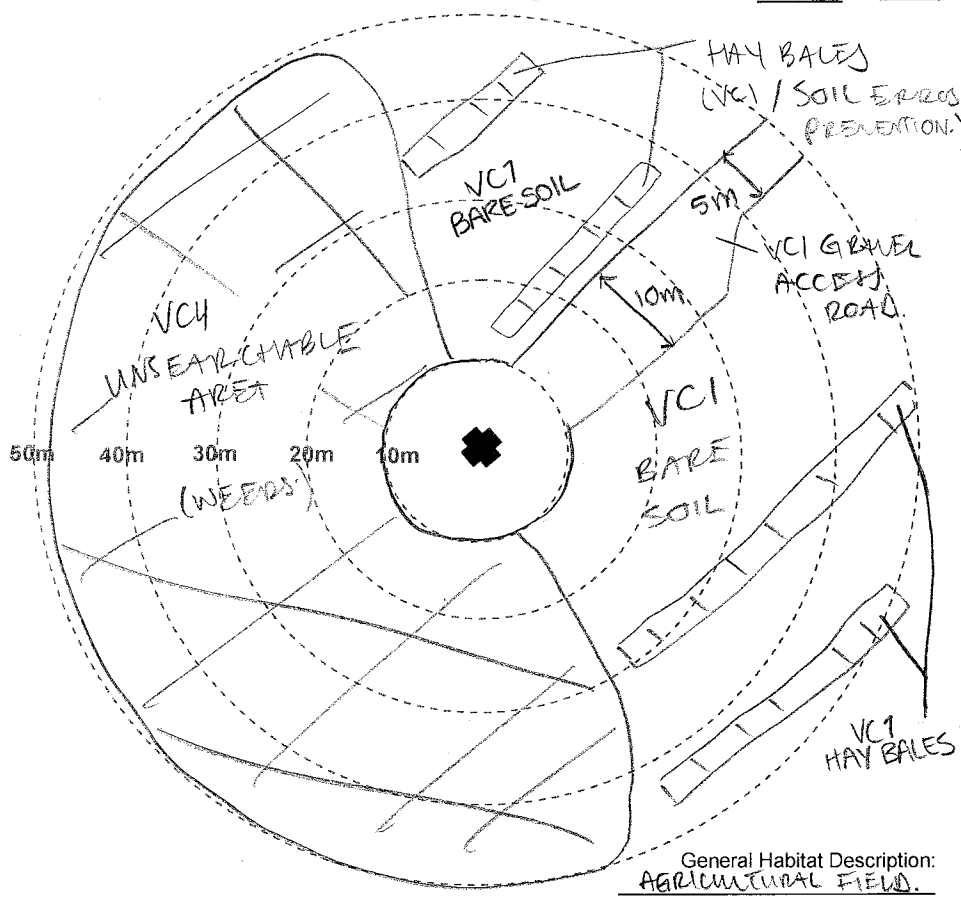 HAY BALES
(VC1 / SOIL ERROS
PREVENTION.)
VC1
BARE SOIL
5m
VC1 GRAVEL
ACCESS
ROAD.
10m
VC4
UNSEARCHABLE
AREA
VC1
BARE
SOIL
50m 40m 30m 20m 10m
(WEEDS)
VC1
HAY BALES
General Habitat Description:
AGRICULTURAL FIELD.